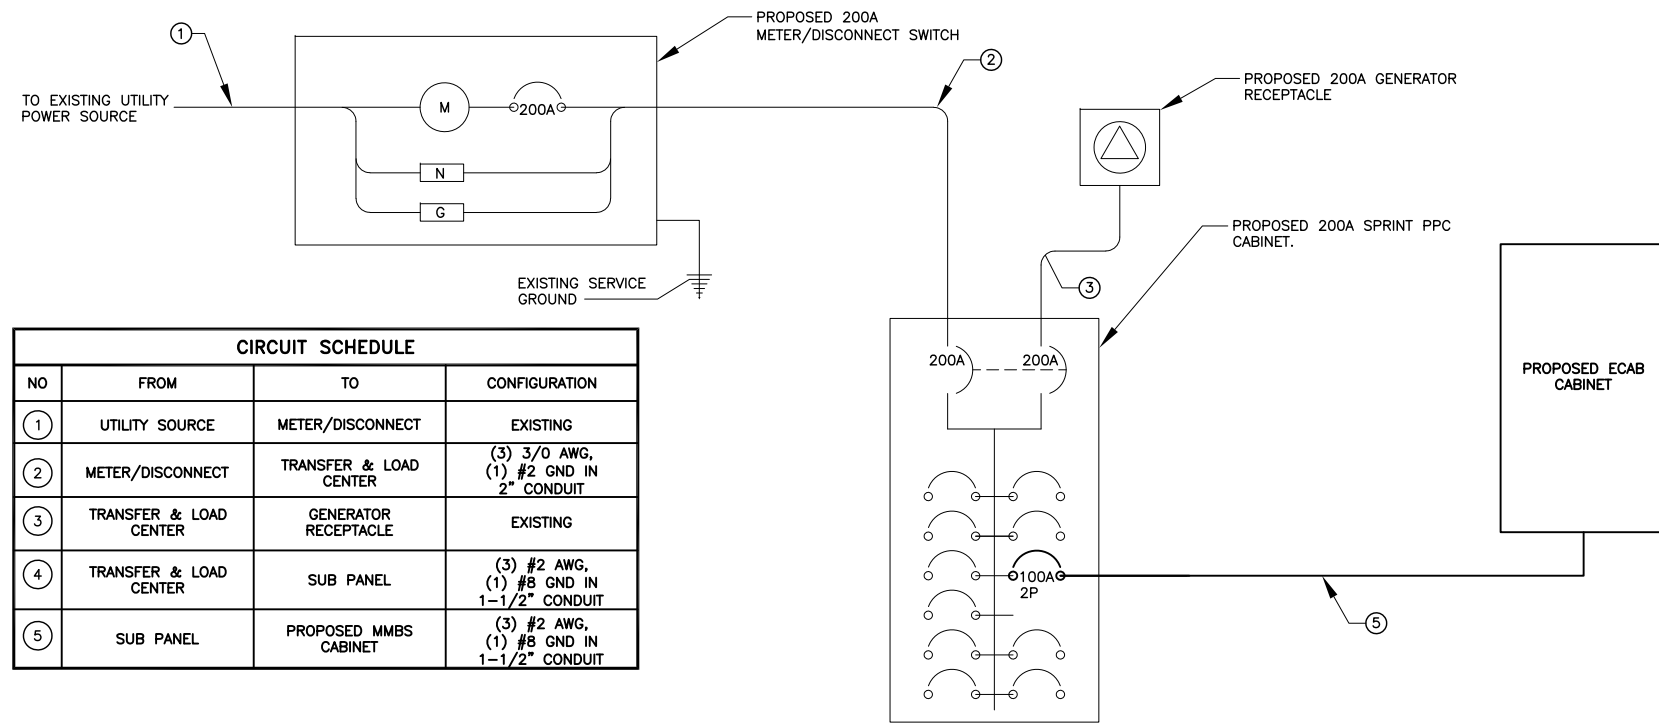 PROPOSED 200A
METER/DISCONNECT SWITCH
1
2
TO EXISTING UTILITY
POWER SOURCE
M
200A
N
G
PROPOSED 200A GENERATOR
RECEPTACLE
PROPOSED 200A SPRINT PPC
CABINET.
EXISTING SERVICE
GROUND
3
200A
200A
PROPOSED ECAB
CABINET
100A
2P
5
CIRCUIT SCHEDULE
NO FROM TO CONFIGURATION
1 UTILITY SOURCE METER/DISCONNECT EXISTING
2 METER/DISCONNECT TRANSFER & LOAD
CENTER
(3) 3/0 AWG,
(1) #2 GND IN
2" CONDUIT
3 TRANSFER & LOAD
CENTER
GENERATOR
RECEPTACLE
EXISTING
4 TRANSFER & LOAD
CENTER
SUB PANEL
(3) #2 AWG,
(1) #8 GND IN
1-1/2" CONDUIT
5 SUB PANEL
PROPOSED MMBS
CABINET
(3) #2 AWG,
(1) #8 GND IN
1-1/2" CONDUIT